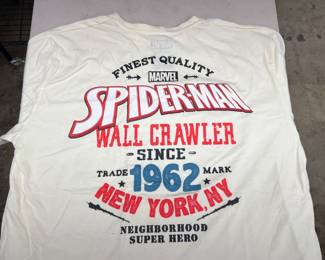 FINEST QUALITY
MARVEL
SPIDER-MAN
WALL CRAWLER
SINCE
TRADE 1962 MARK
NEW YORK, NY
NEIGHBORHOOD
SUPER HERO